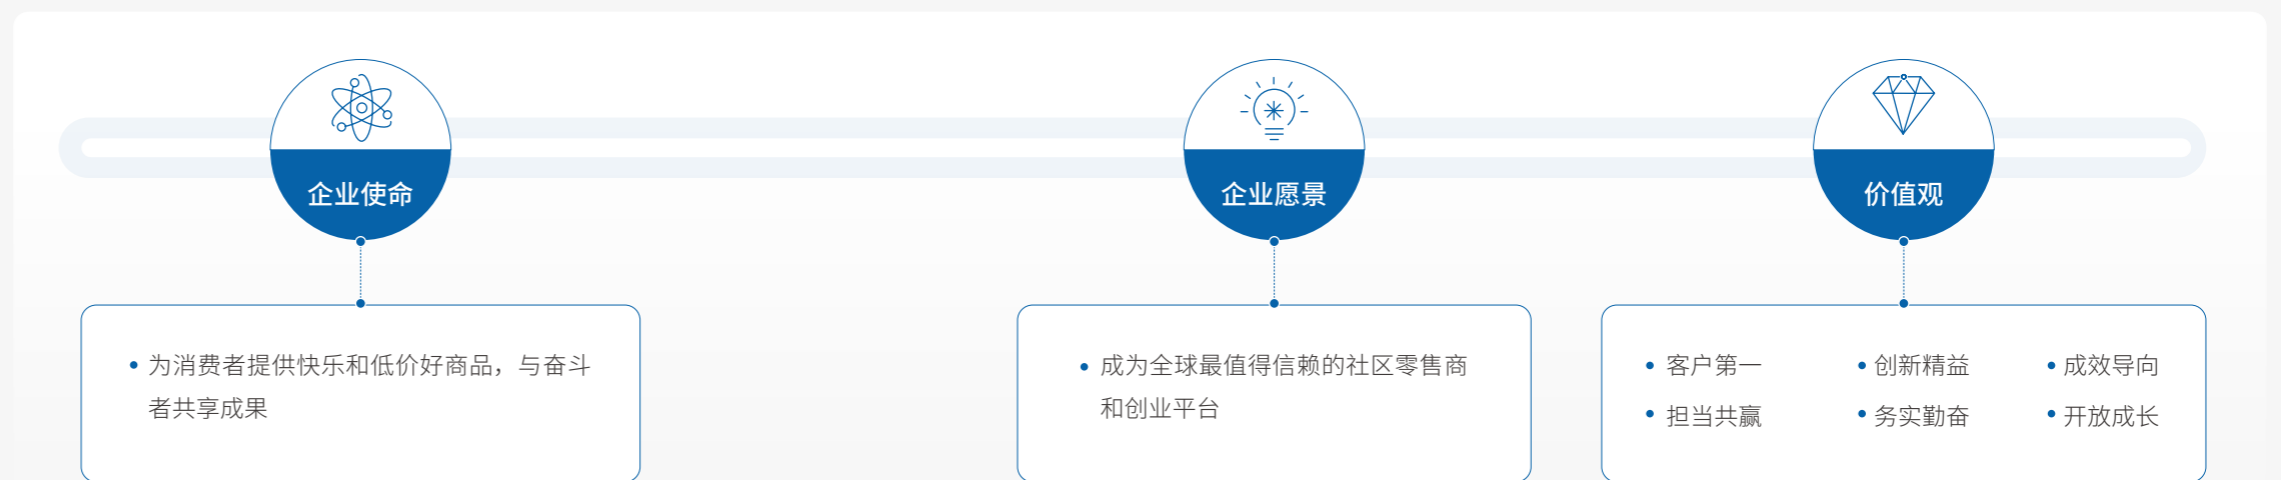 企业使命
企业愿景
价值观
为消费者提供快乐和低价好商品，与奋斗
者共享成果
成为全球最值得信赖的社区零售商
和创业平台
客户第一
创新精益
成效导向
担当共赢
务实勤奋
开放成长